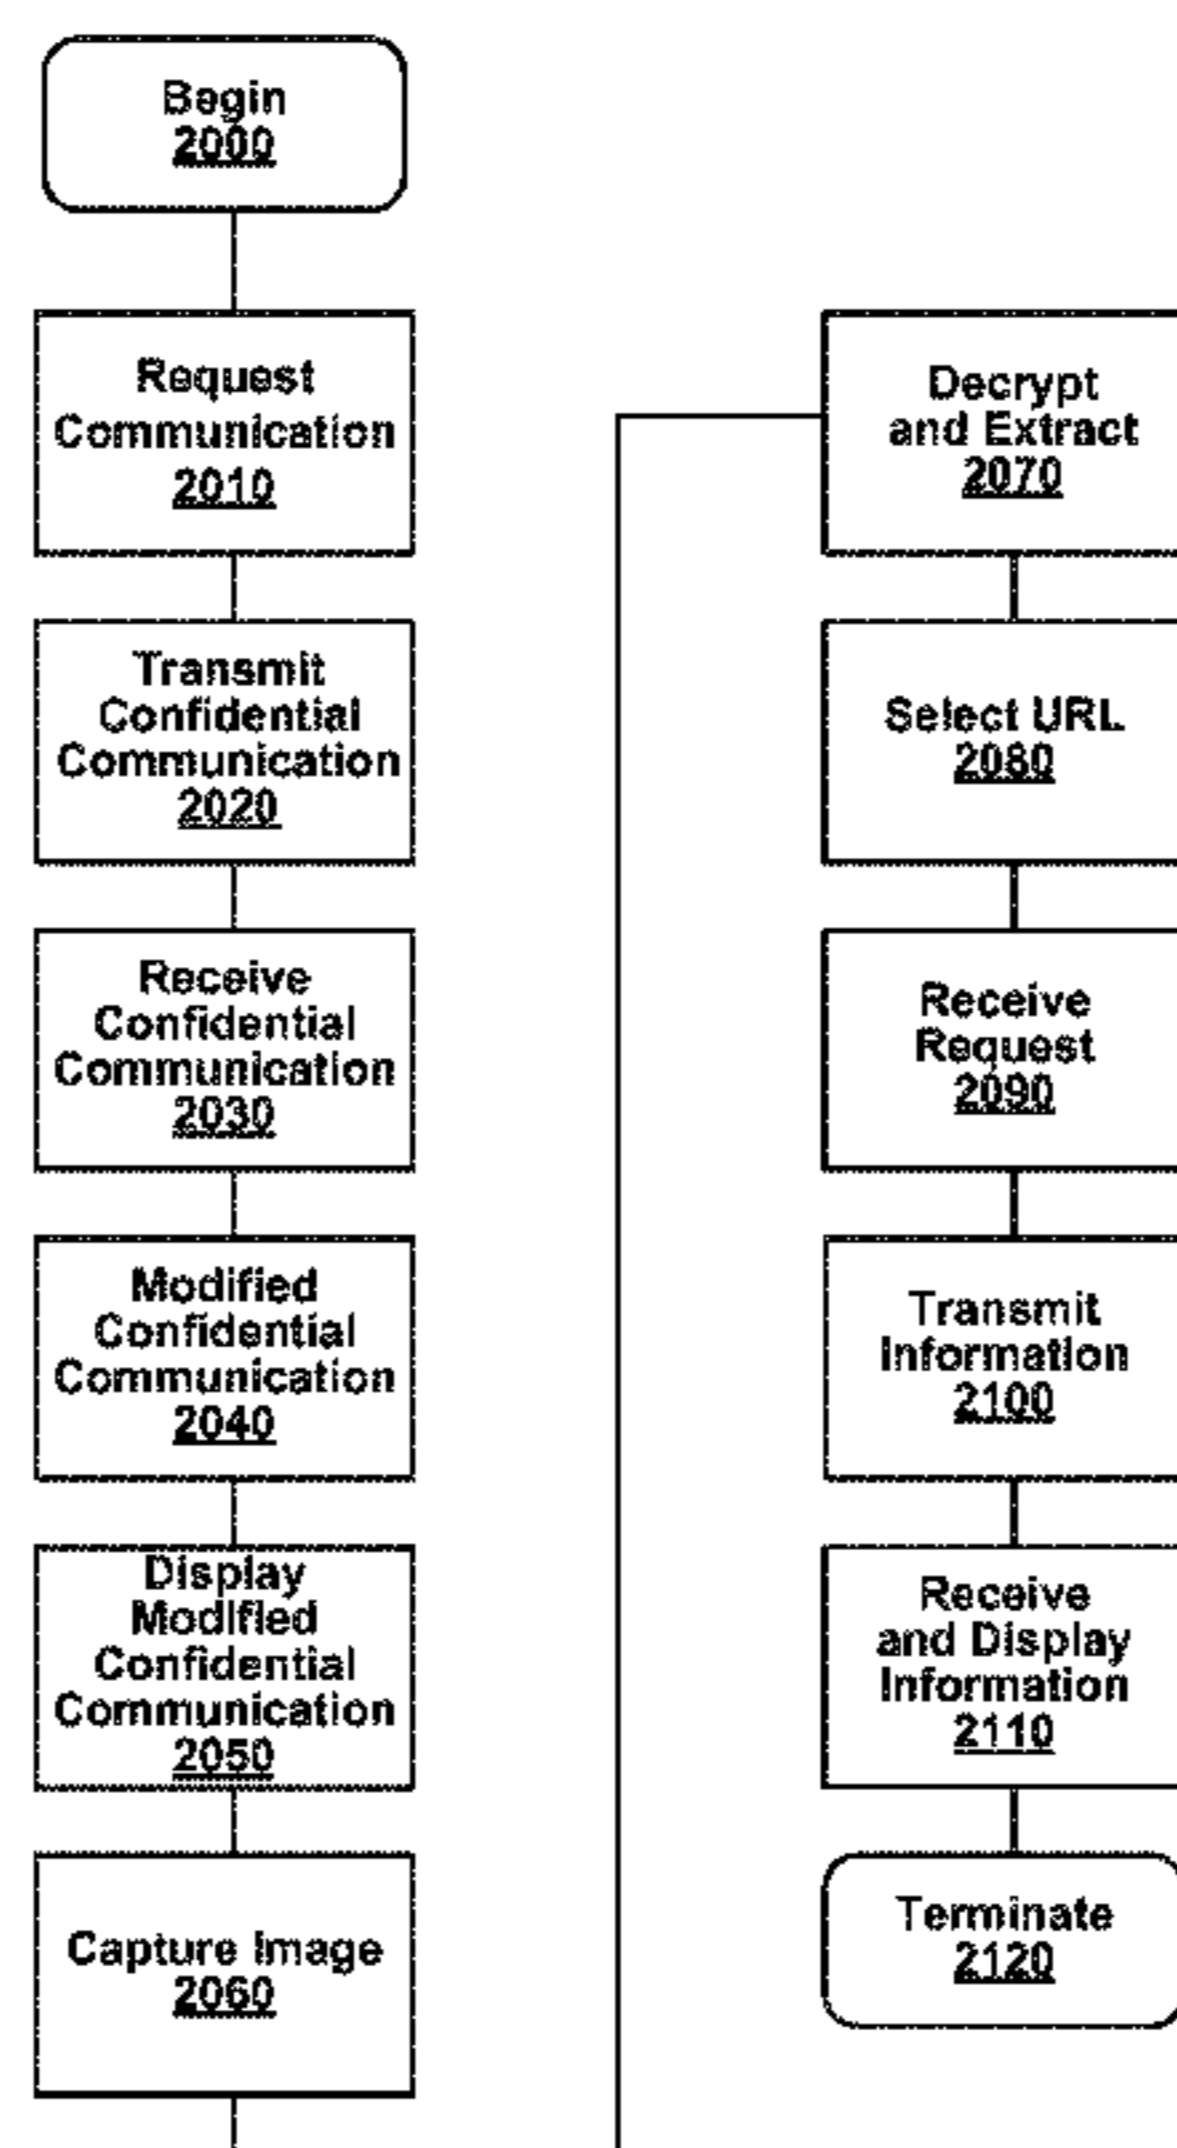 Begin
2000
Request
Communication
2010
Transmit
Confidential
Communication
2020
Receive
Confidential
Communication
2030
Modified
Confidential
Communication
2040
Display
Modified
Confidential
Communication
2050
Capture Image
2060
Decrypt
and Extract
2070
Select URL
2080
Receive
Request
2090
Transmit
Information
2100
Receive
and Display
Information
2110
Terminate
2120